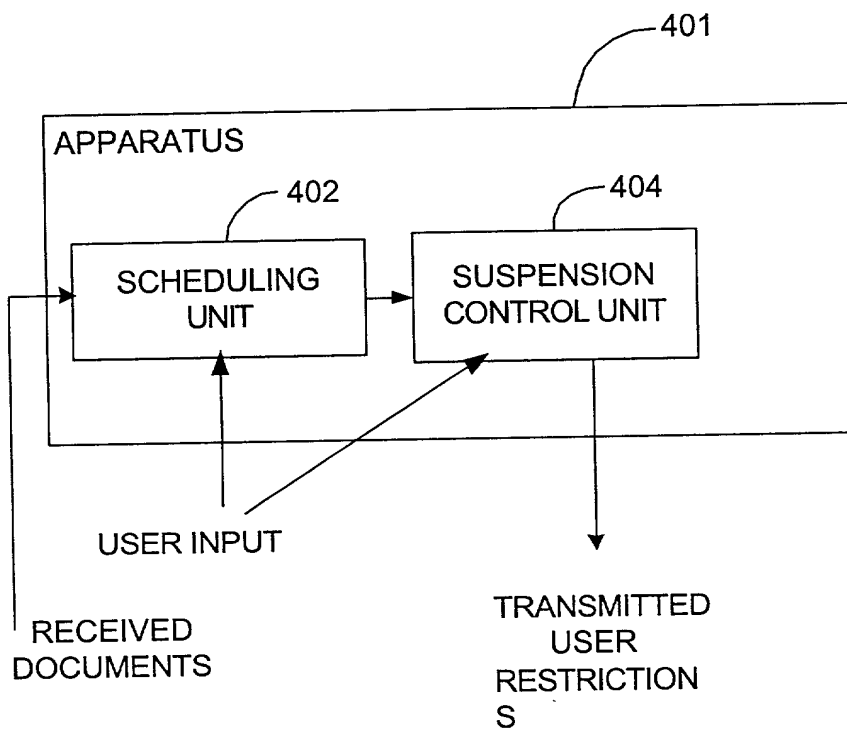 401
APPARATUS
402
404
SCHEDULING
UNIT
SUSPENSION
CONTROL UNIT
USER INPUT
RECEIVED
DOCUMENTS
TRANSMITTED
USER
RESTRICTION
S